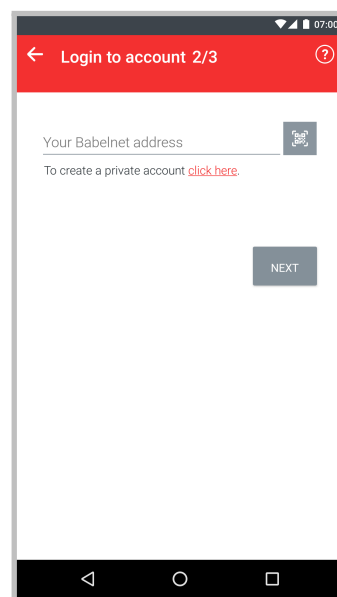 07:00
Login to account 2/3
?
Your Babelnet address
To create a private account click here.
NEXT